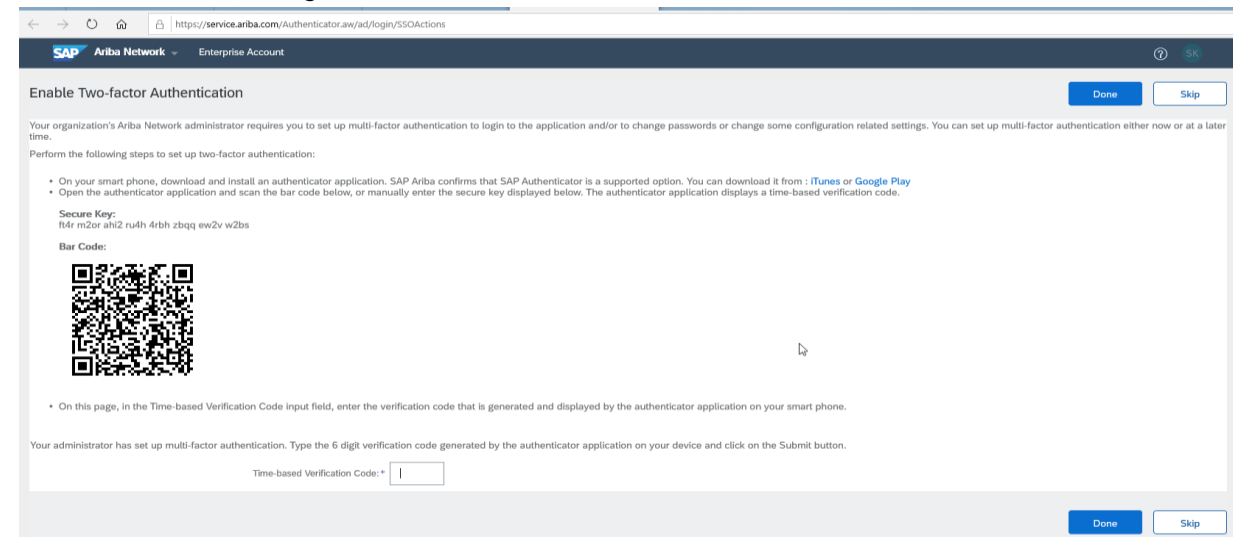 https://service.ariba.com/Authenticator.aw/ad/login/SSOActions
SAP Ariba Network Enterprise Account SK
Enable Two-factor Authentication Done Skip
Your organization's Ariba Network administrator requires you to set up multi-factor authentication to login to the application and/or to change passwords or change some configuration related settings. You can set up multi-factor authentication either now or at a later
time.
Perform the following steps to set up two-factor authentication:
• On your smart phone, download and install an authenticator application. SAP Ariba confirms that SAP Authenticator is a supported option. You can download it from : iTunes or Google Play
• Open the authenticator application and scan the bar code below, or manually enter the secure key displayed below. The authenticator application displays a time-based verification code.
Secure Key:
ft4r m2or ahi2 ru4h 4rbh zbqq ew2v w2bs
Bar Code:
• On this page, in the Time-based Verification Code input field, enter the verification code that is generated and displayed by the authenticator application on your smart phone.
Your administrator has set up multi-factor authentication. Type the 6 digit verification code generated by the authenticator application on your device and click on the Submit button.
Time-based Verification Code:*
Done Skip